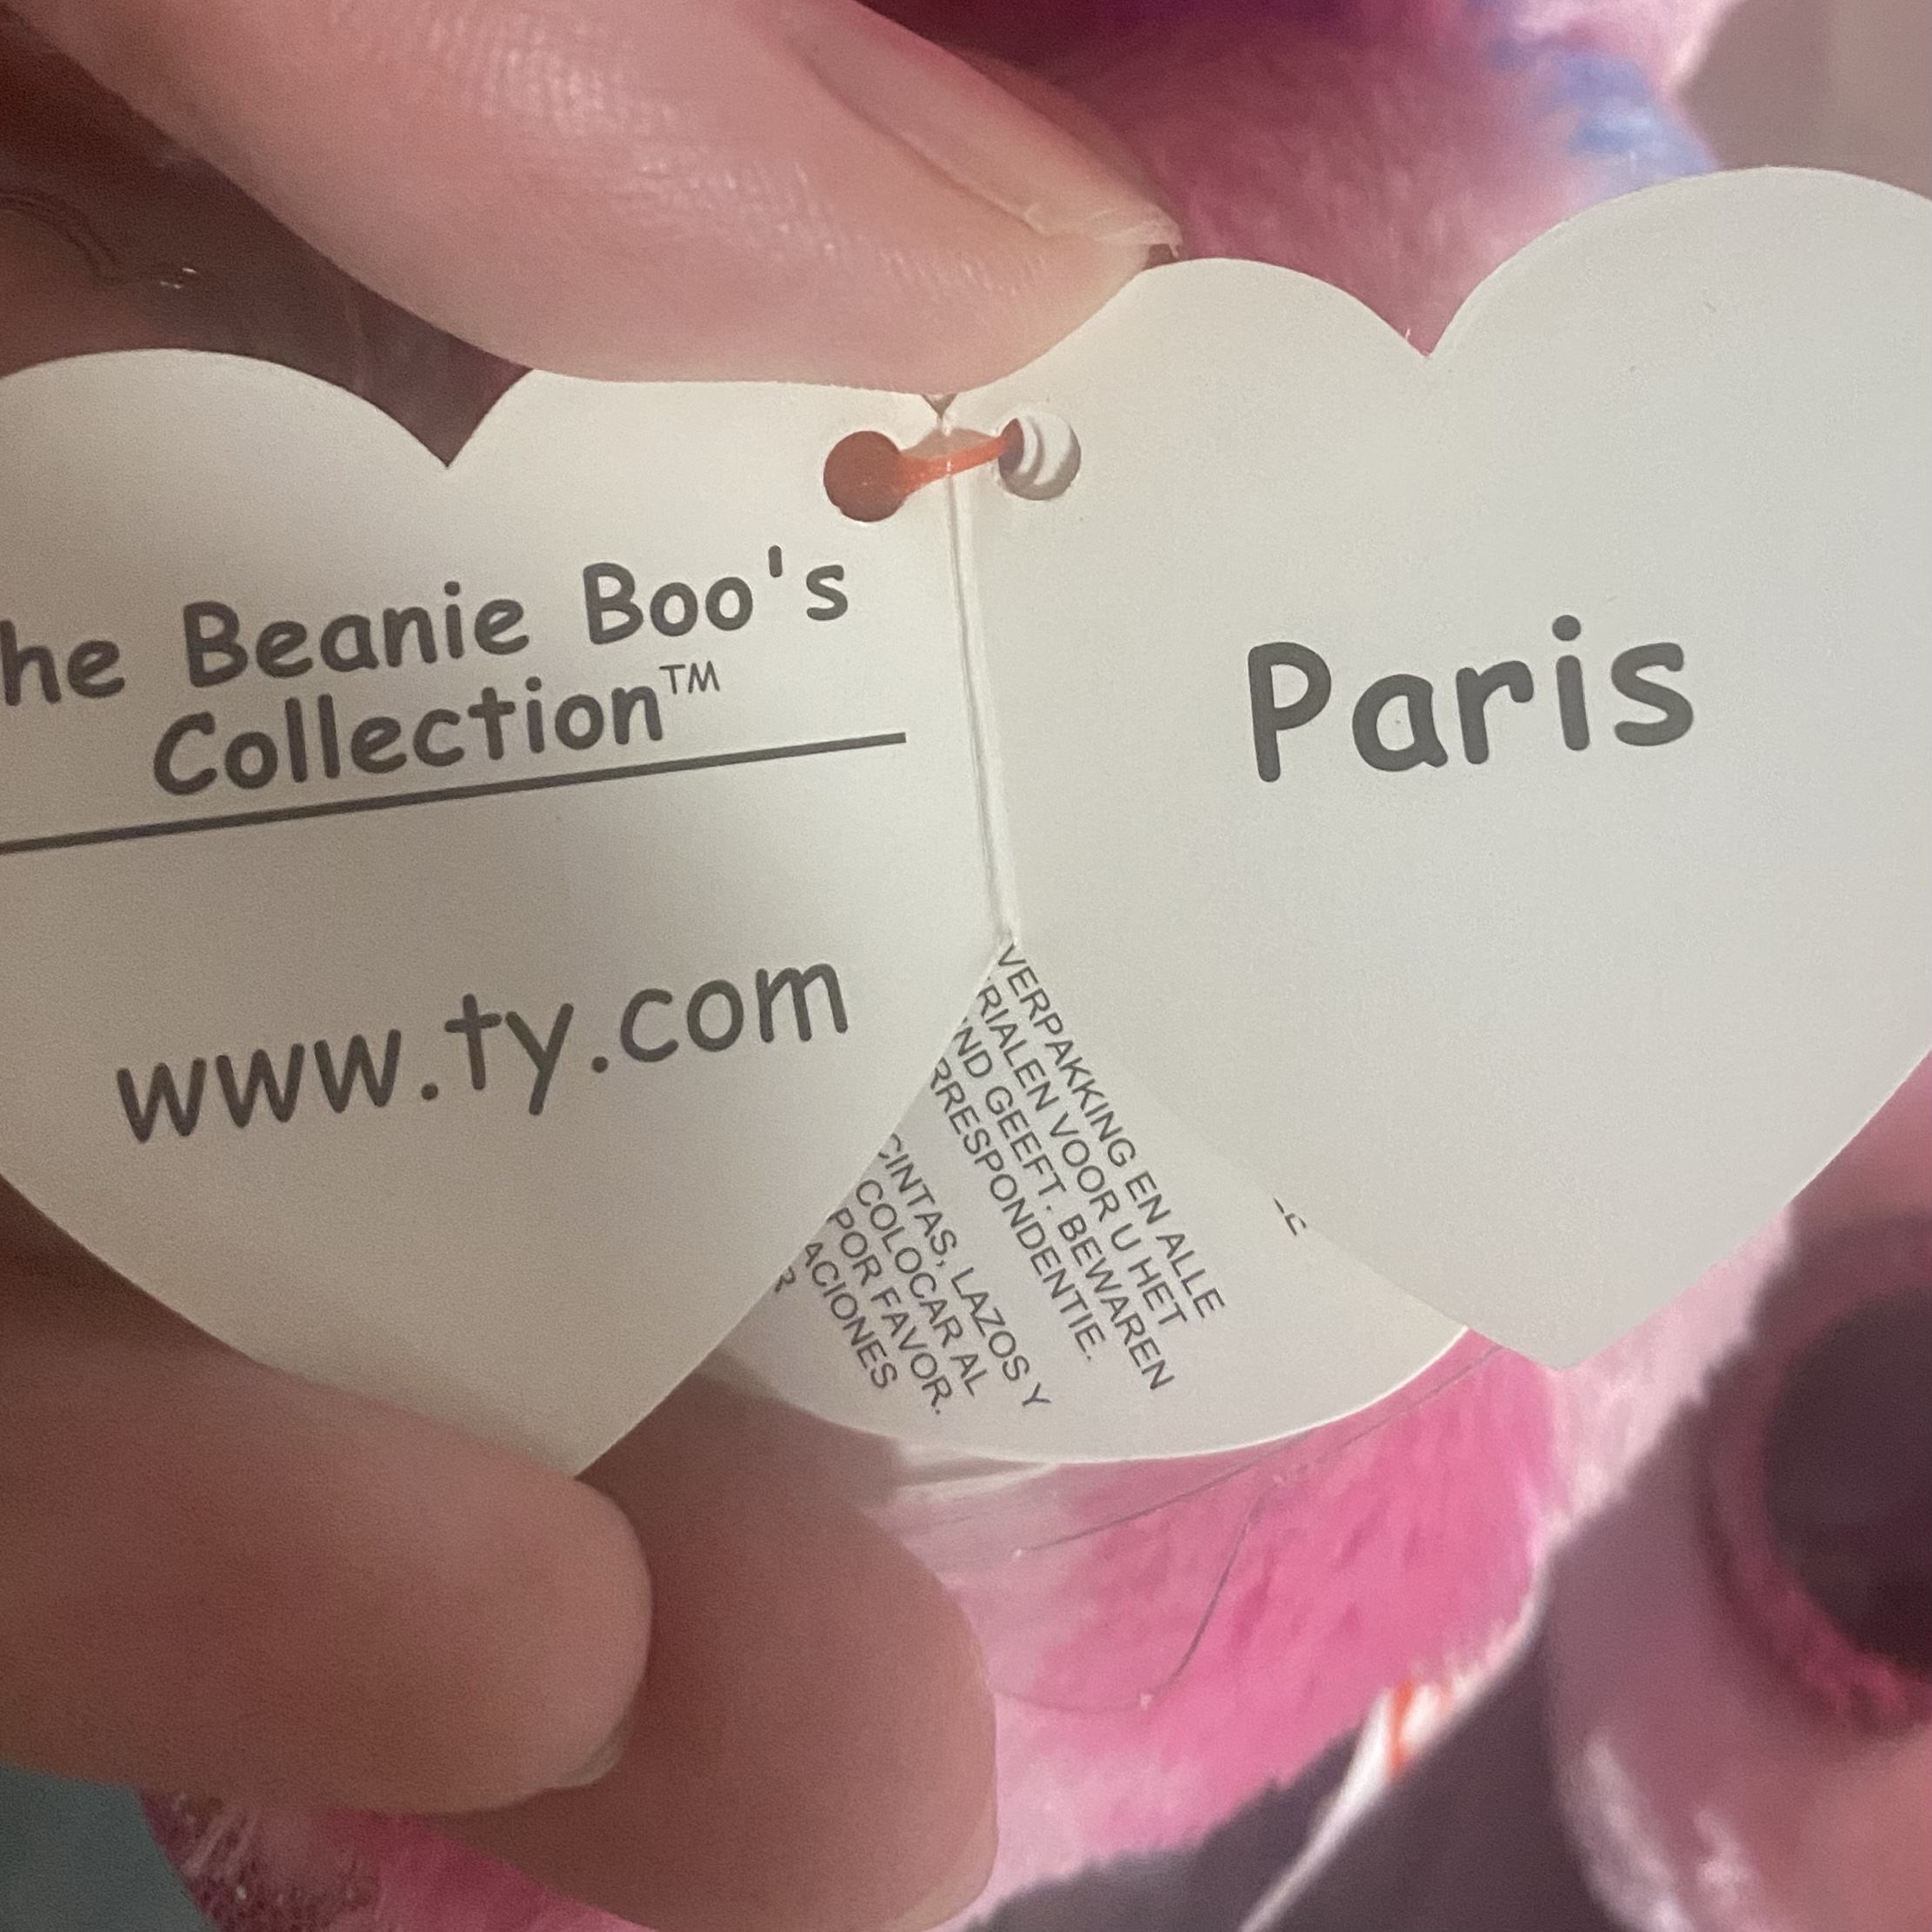 he Beanie Boo's
Collection™
www.ty.com
Paris
VERPAKKING EN ALLE
RIALEN VOOR U HET
ND GEEFT. BEWAREN
RRESPONDENTIE.
CINTAS, LAZOS Y
COLOCAR AL
POR FAVOR.
ACIONES
R